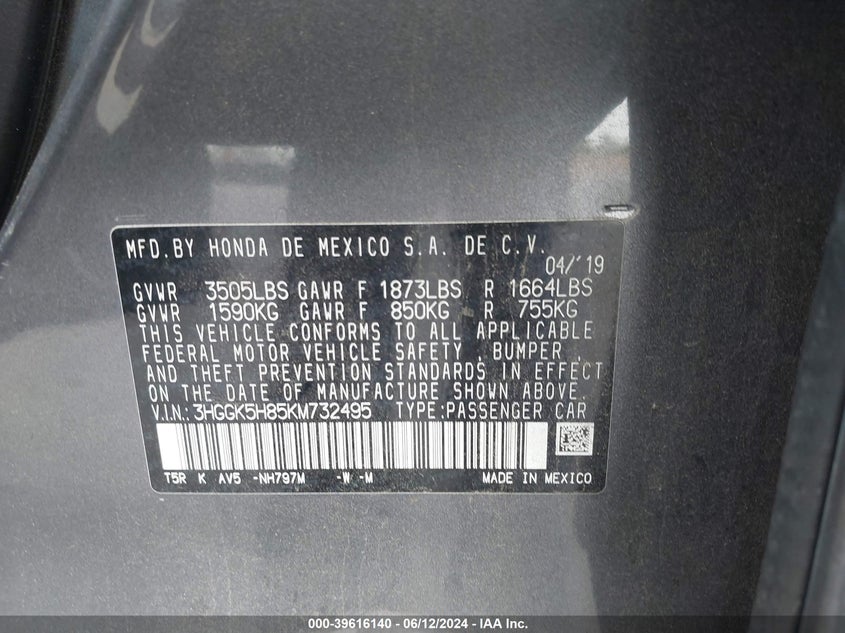 MFD.BY HONDA DE MEXICO S.A. DE C.V.
04/'19
GVWR 3505LBS GAWR F 1873LBS R 1664LBS
GVWR 1590KG GAWR F 850KG R 755KG
THIS VEHICLE CONFORMS TO ALL APPLICABLE
FEDERAL MOTOR VEHICLE SAFETY , BUMPER ,
AND THEFT PREVENTION STANDARDS IN EFFECT
ON THE DATE OF MANUFACTURE SHOWN ABOVE.
V.I.N.: 3HGGK5H85KM732495 TYPE:PASSENGER CAR
T5R K AV5 -NH797M -W -M MADE IN MEXICO
000-39616140 - 06/12/2024 - IAA Inc.